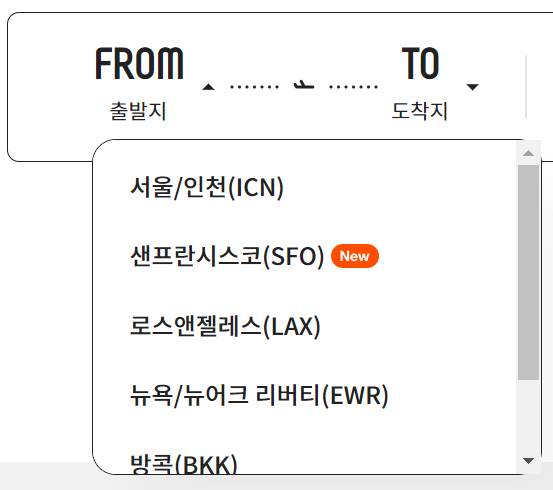 FROM TO
출발지 도착지
서울/인천(ICN)
샌프란시스코(SFO) New
로스앤젤레스(LAX)
뉴욕/뉴어크 리버티(EWR)
방콕(BKK)